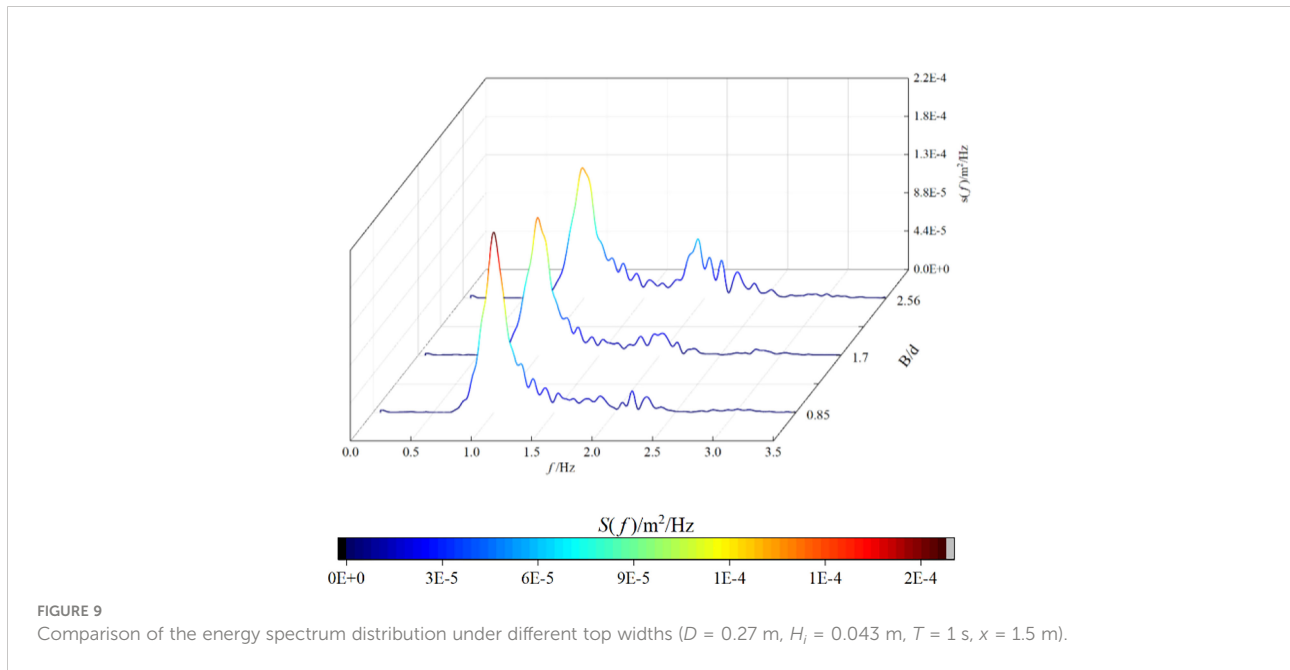 2.2E-4
1.8E-4
1.3E-4
8.8E-5
4.4E-5
0.0E+0
s(f)/m²/Hz
2.56
1.7
0.85
B/d
0.0 0.5 1.0 1.5 2.0 2.5 3.0 3.5
f/Hz
S(f)/m²/Hz
0E+0 3E-5 6E-5 9E-5 1E-4 1E-4 2E-4
FIGURE 9
Comparison of the energy spectrum distribution under different top widths (D = 0.27 m, Hᵢ = 0.043 m, T = 1 s, x = 1.5 m).